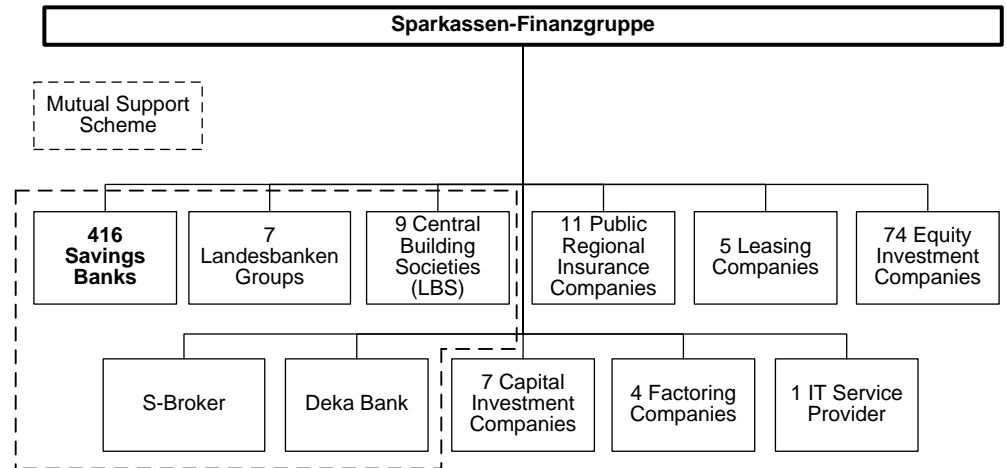 Sparkassen-Finanzgruppe
Mutual Support
Scheme
416
Savings
Banks
7
Landesbanken
Groups
9 Central
Building
Societies
(LBS)
11 Public
Regional
Insurance
Companies
5 Leasing
Companies
74 Equity
Investment
Companies
S-Broker
Deka Bank
7 Capital
Investment
Companies
4 Factoring
Companies
1 IT Service
Provider